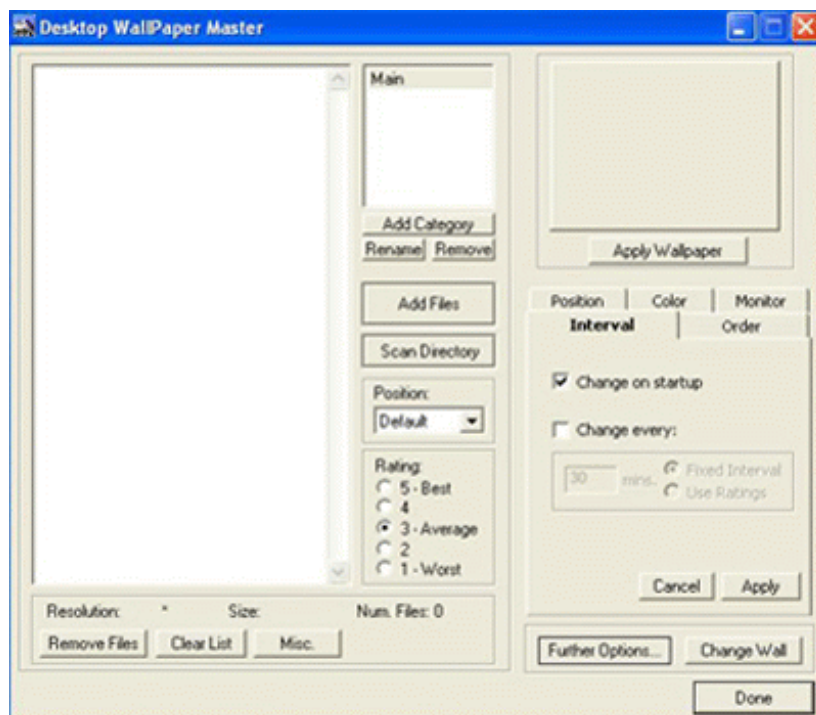 Desktop WallPaper Master
Main
Add Category
Rename Remove
Add Files
Scan Directory
Position:
Default
Rating:
5 - Best
4
3 - Average
2
1 - Worst
Resolution: * Size: Num. Files: 0
Remove Files Clear List Misc.
Apply Wallpaper
Position Color Monitor
Interval Order
Change on startup
Change every:
30 mins. Fixed Interval
Use Ratings
Cancel Apply
Further Options... Change Wall
Done